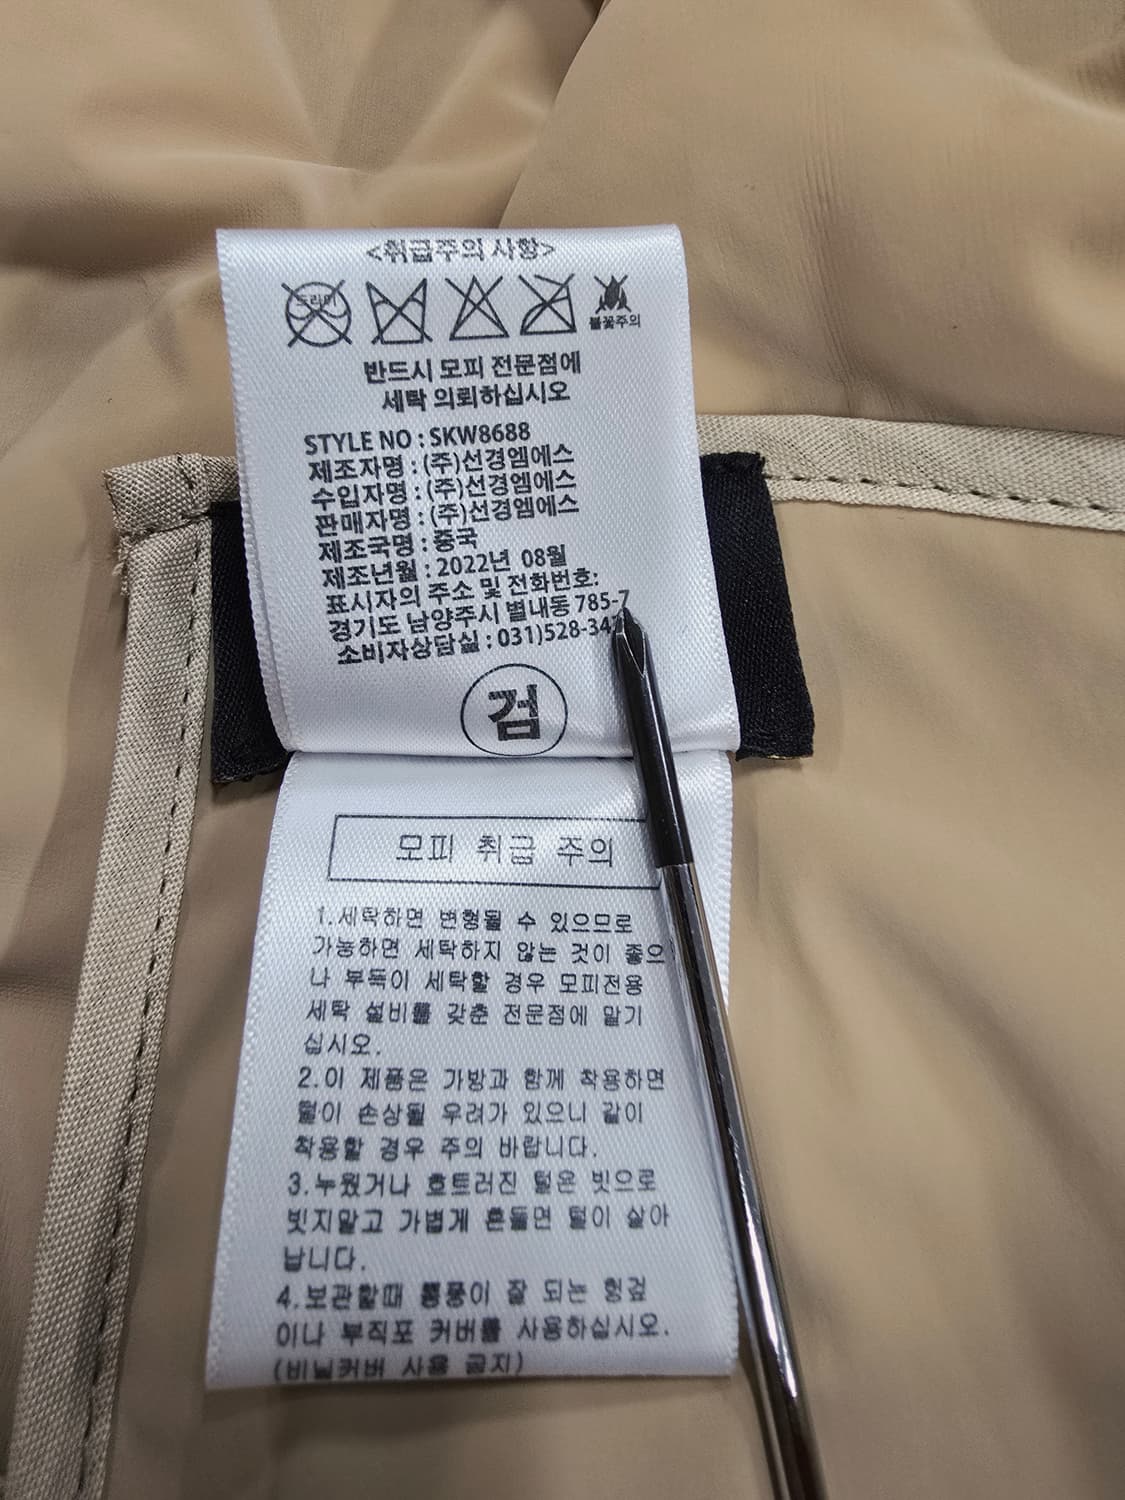 <취급주의 사항>
드라이
불꽃주의
반드시 모피 전문점에
세탁 의뢰하십시오
STYLE NO : SKW8688
제조자명 : (주)선경엠에스
수입자명 : (주)선경엠에스
판매자명 : (주)선경엠에스
제조국명 : 중국
제조년월 : 2022년 08월
표시자의 주소 및 전화번호:
경기도 남양주시 별내동 785-7
소비자상담실 : 031)528-34
검
모피 취급 주의
1.세탁하면 변형될 수 있으므로
가능하면 세탁하지 않는 것이 좋으
나 부득이 세탁할 경우 모피전용
세탁 설비를 갖춘 전문점에 맡기
십시오.
2.이 제품은 가방과 함께 착용하면
털이 손상될 우려가 있으니 같이
착용할 경우 주의 바랍니다.
3.누웠거나 흐트러진 털은 빗으로
빗지말고 가볍게 흔들면 털이 살아
납니다.
4.보관할때 통풍이 잘 되는 헝겊
이나 부직포 커버를 사용하십시오.
(비닐커버 사용 금지)